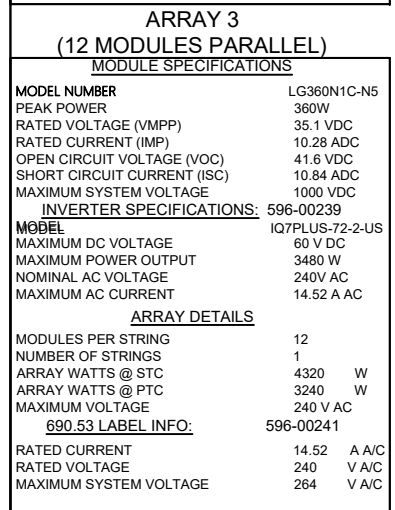 ARRAY 3
(12 MODULES PARALLEL)
MODULE SPECIFICATIONS
MODEL NUMBER LG360N1C-N5
PEAK POWER 360W
RATED VOLTAGE (VMPP) 35.1 VDC
RATED CURRENT (IMP) 10.28 ADC
OPEN CIRCUIT VOLTAGE (VOC) 41.6 VDC
SHORT CIRCUIT CURRENT (ISC) 10.84 ADC
MAXIMUM SYSTEM VOLTAGE 1000 VDC
INVERTER SPECIFICATIONS: 596-00239
MODEL IQ7PLUS-72-2-US
MAXIMUM DC VOLTAGE 60 V DC
MAXIMUM POWER OUTPUT 3480 W
NOMINAL AC VOLTAGE 240V AC
MAXIMUM AC CURRENT 14.52 A AC
ARRAY DETAILS
MODULES PER STRING 12
NUMBER OF STRINGS 1
ARRAY WATTS @ STC 4320 W
ARRAY WATTS @ PTC 3240 W
MAXIMUM VOLTAGE 240 V AC
690.53 LABEL INFO: 596-00241
RATED CURRENT 14.52 A A/C
RATED VOLTAGE 240 V A/C
MAXIMUM SYSTEM VOLTAGE 264 V A/C